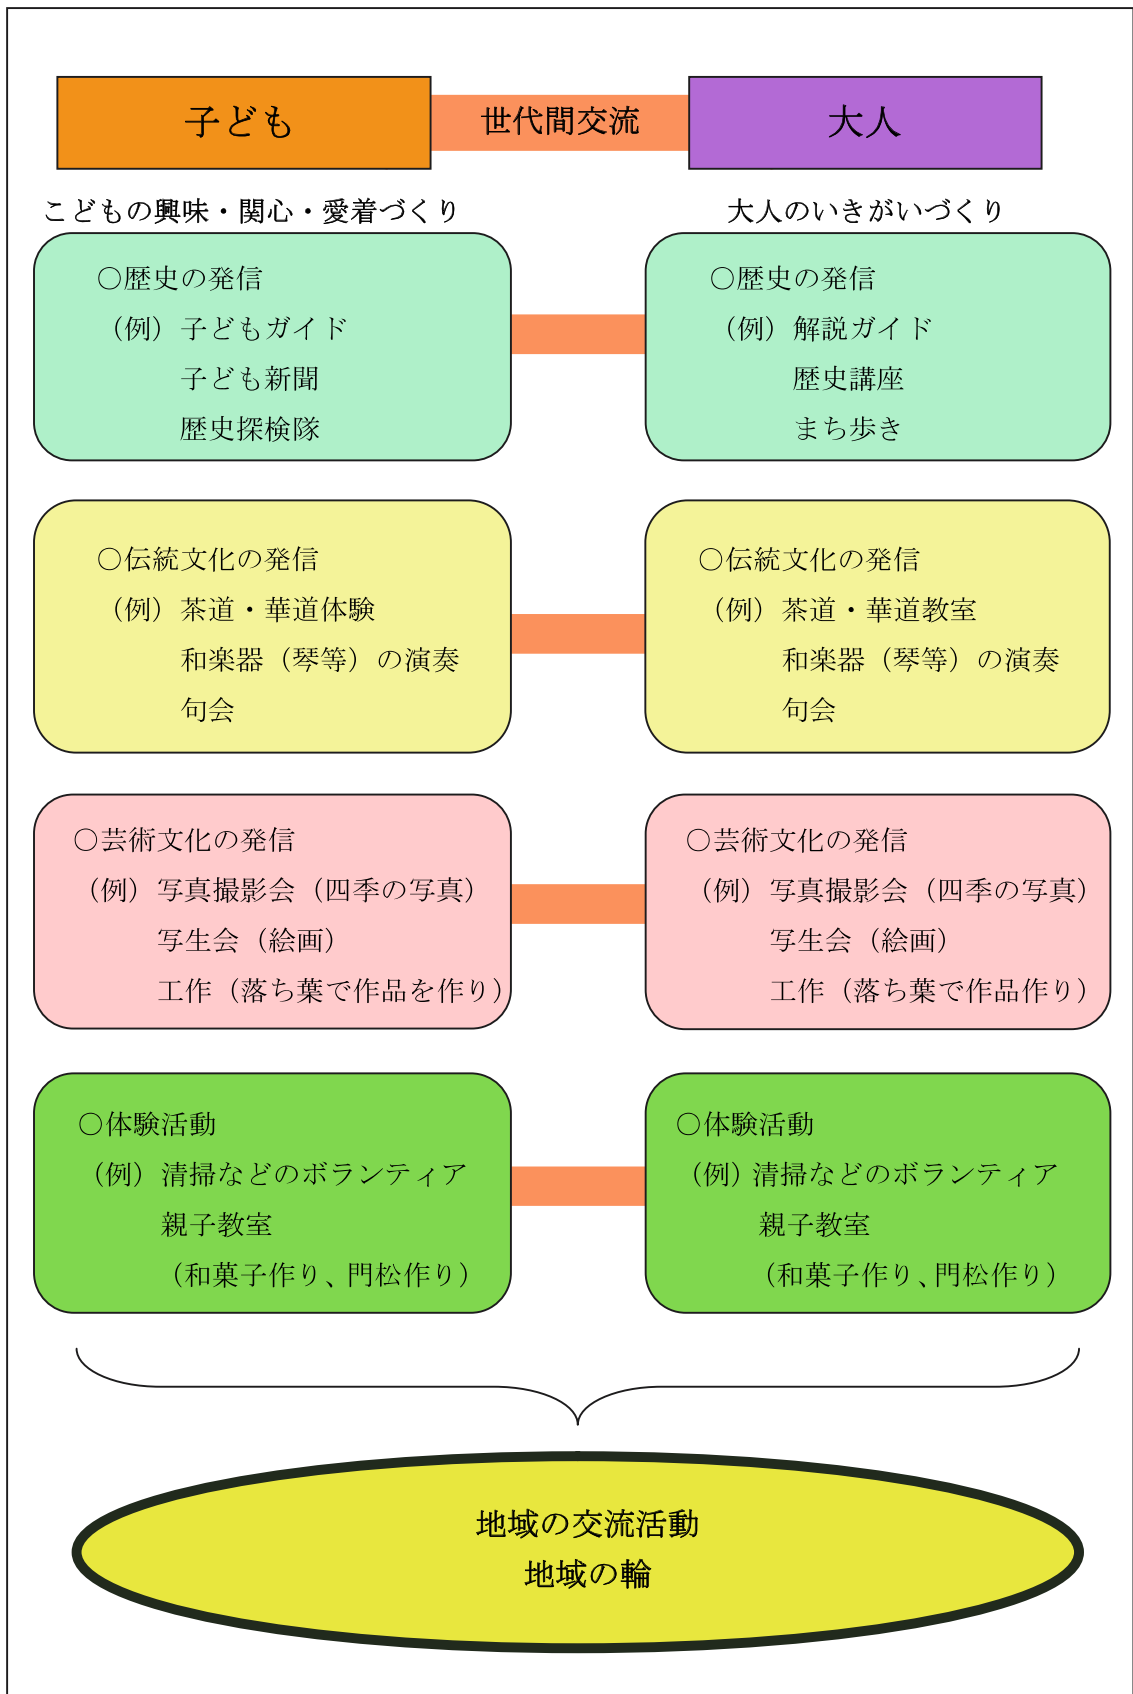 子ども
世代間交流
大人
こどもの興味・関心・愛着づくり
大人のいきがいづくり
○歴史の発信
（例）子どもガイド
子ども新聞
歴史探検隊
○歴史の発信
（例）解説ガイド
歴史講座
まち歩き
○伝統文化の発信
（例）茶道・華道体験
和楽器（琴等）の演奏
句会
○伝統文化の発信
（例）茶道・華道教室
和楽器（琴等）の演奏
句会
○芸術文化の発信
（例）写真撮影会（四季の写真）
写生会（絵画）
工作（落ち葉で作品を作り）
○芸術文化の発信
（例）写真撮影会（四季の写真）
写生会（絵画）
工作（落ち葉で作品作り）
○体験活動
（例）清掃などのボランティア
親子教室
（和菓子作り、門松作り）
○体験活動
（例）清掃などのボランティア
親子教室
（和菓子作り、門松作り）
地域の交流活動
地域の輪